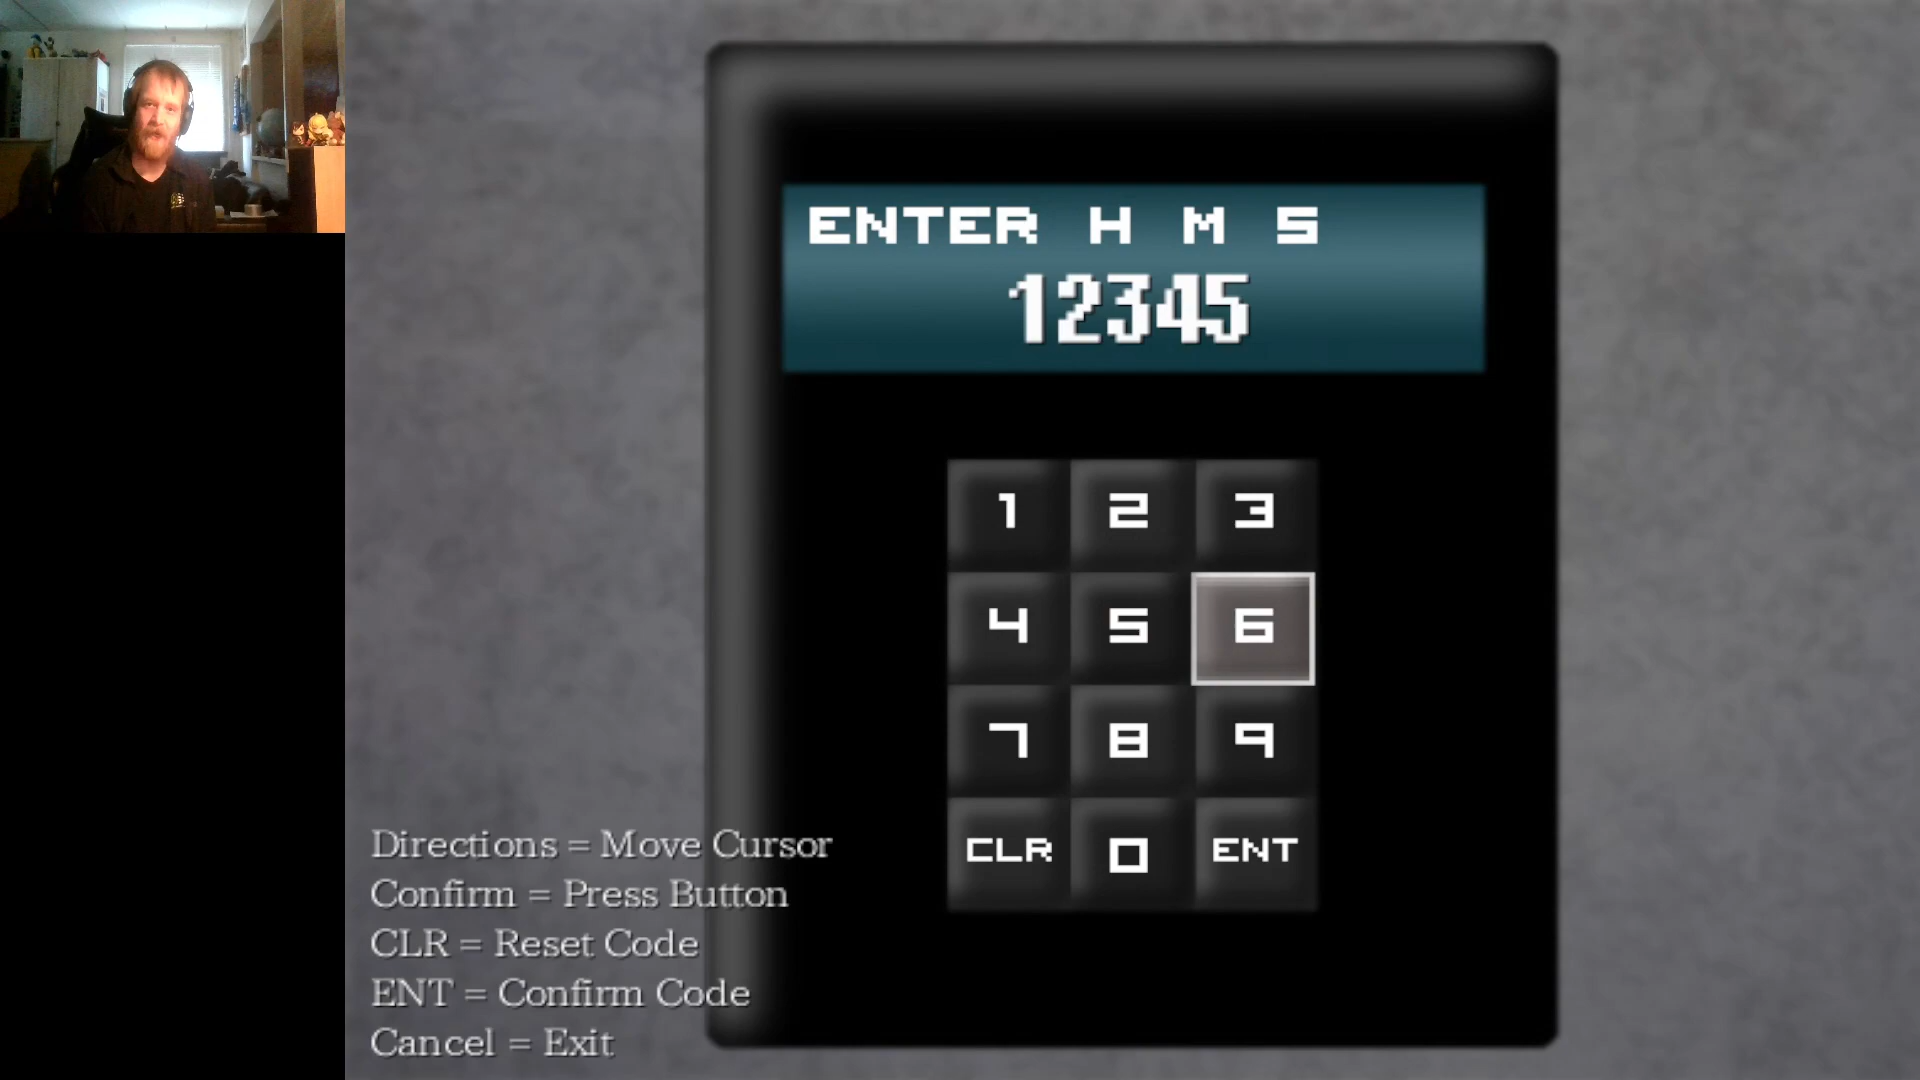 ENTER H M S
12345
1 2 3
4 5 6
7 8 9
CLR 0 ENT
Directions = Move Cursor
Confirm = Press Button
CLR = Reset Code
ENT = Confirm Code
Cancel = Exit